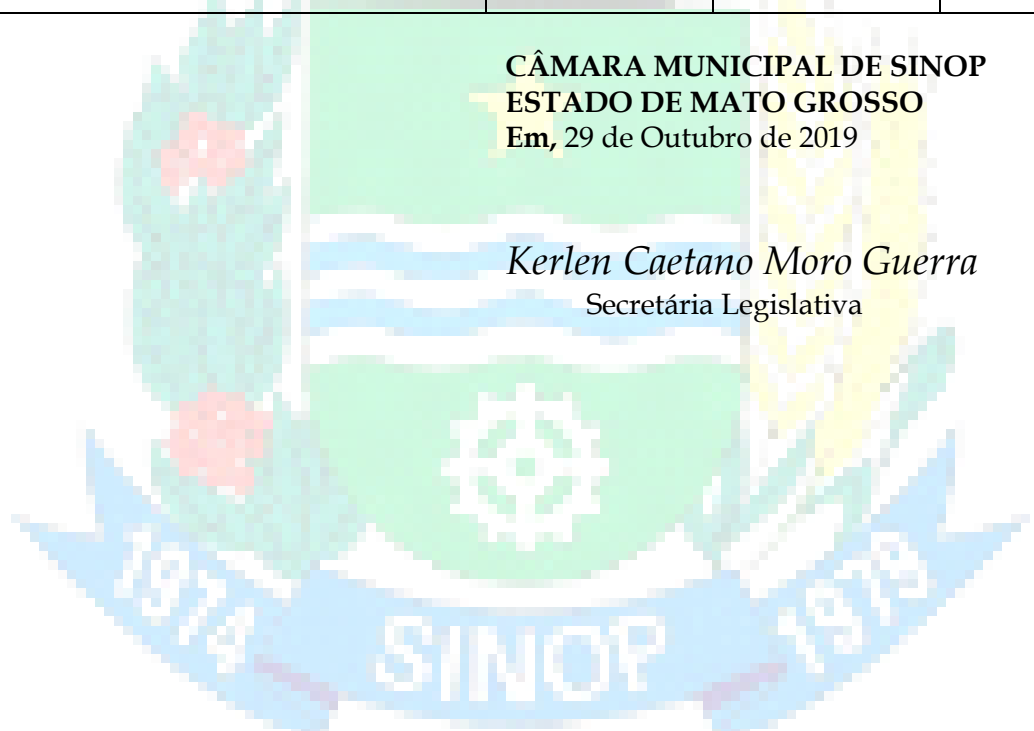 CÂMARA MUNICIPAL DE SINOP
ESTADO DE MATO GROSSO
Em, 29 de Outubro de 2019
Kerlen Caetano Moro Guerra
Secretária Legislativa
1974 SINOP 1979